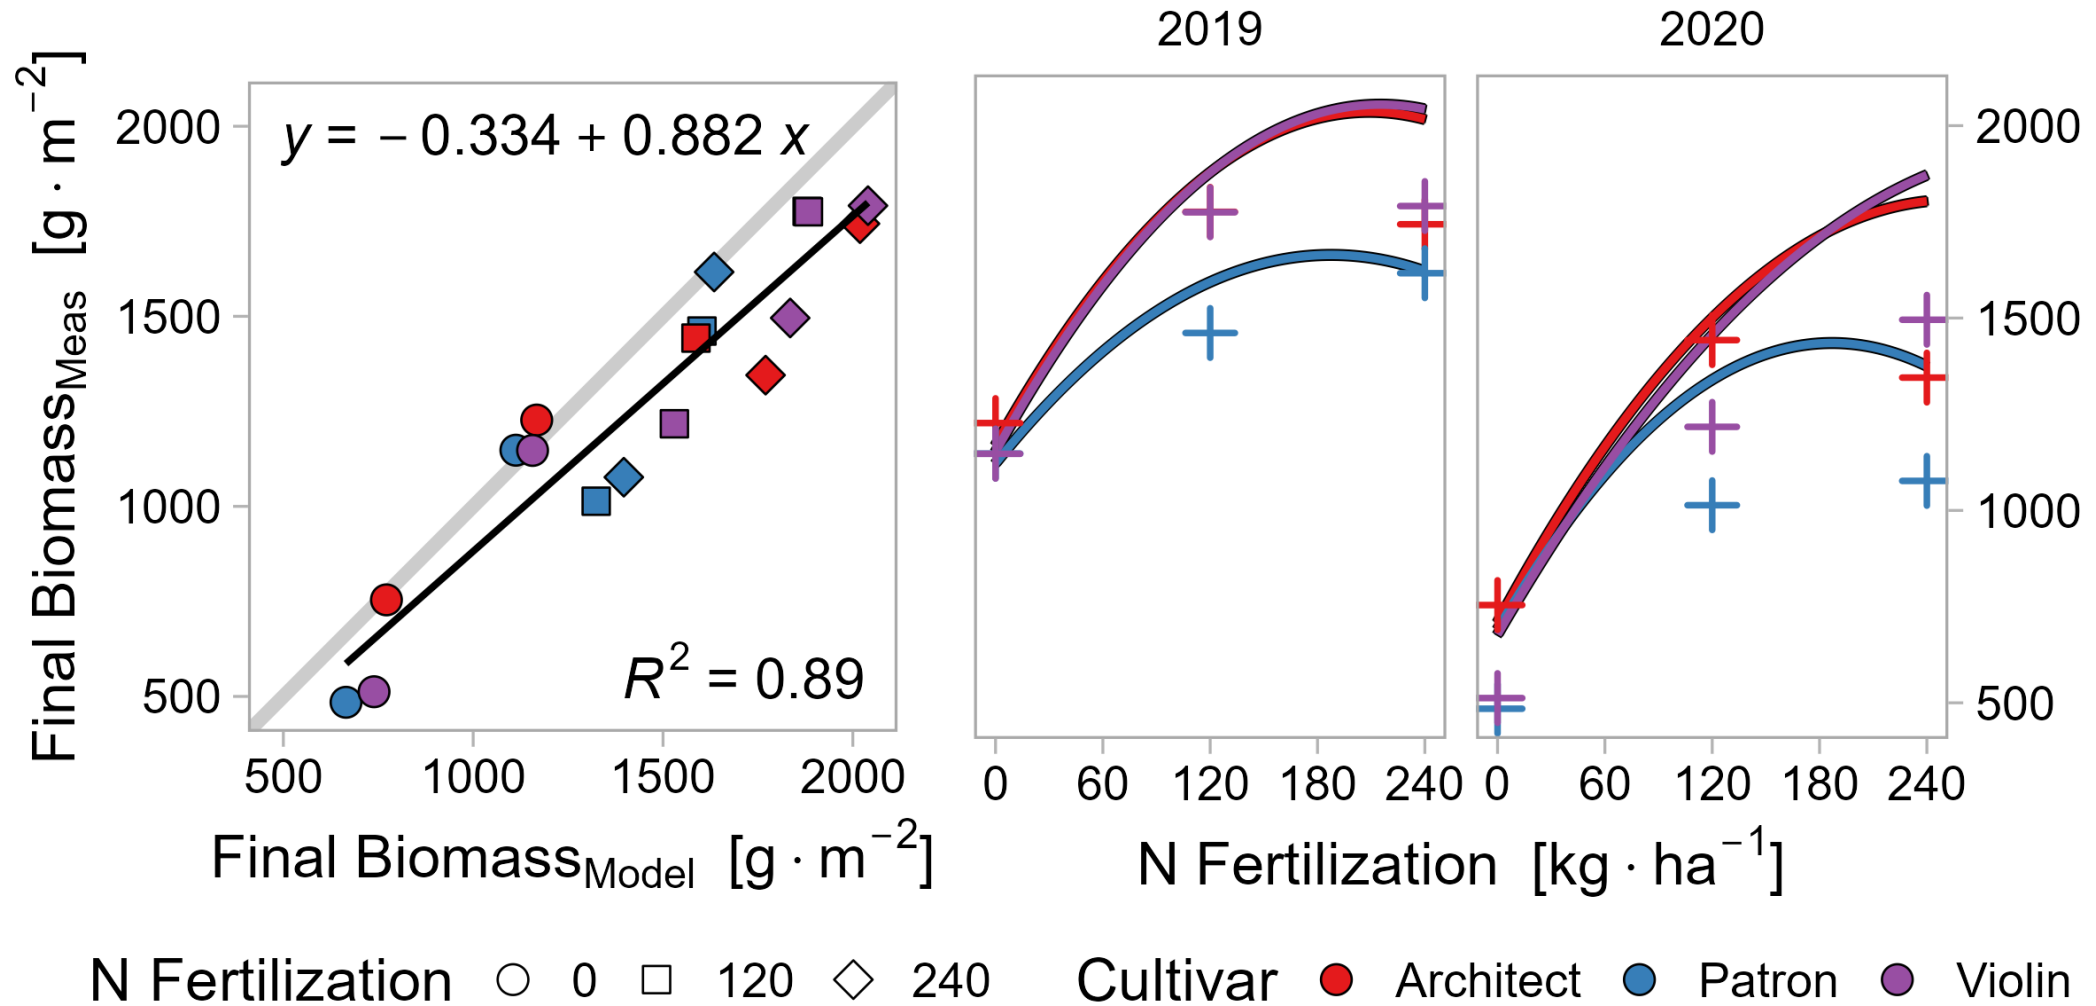 2019 2020
y = − 0.334 + 0.882 x
R² = 0.89
Final Biomass_Meas [g · m⁻²]
2000
1500
1000
500
500 1000 1500 2000
Final Biomass_Model [g · m⁻²]
2000
1500
1000
500
0 60 120 180 240 0 60 120 180 240
N Fertilization [kg · ha⁻¹]
N Fertilization 0 120 240 Cultivar Architect Patron Violin